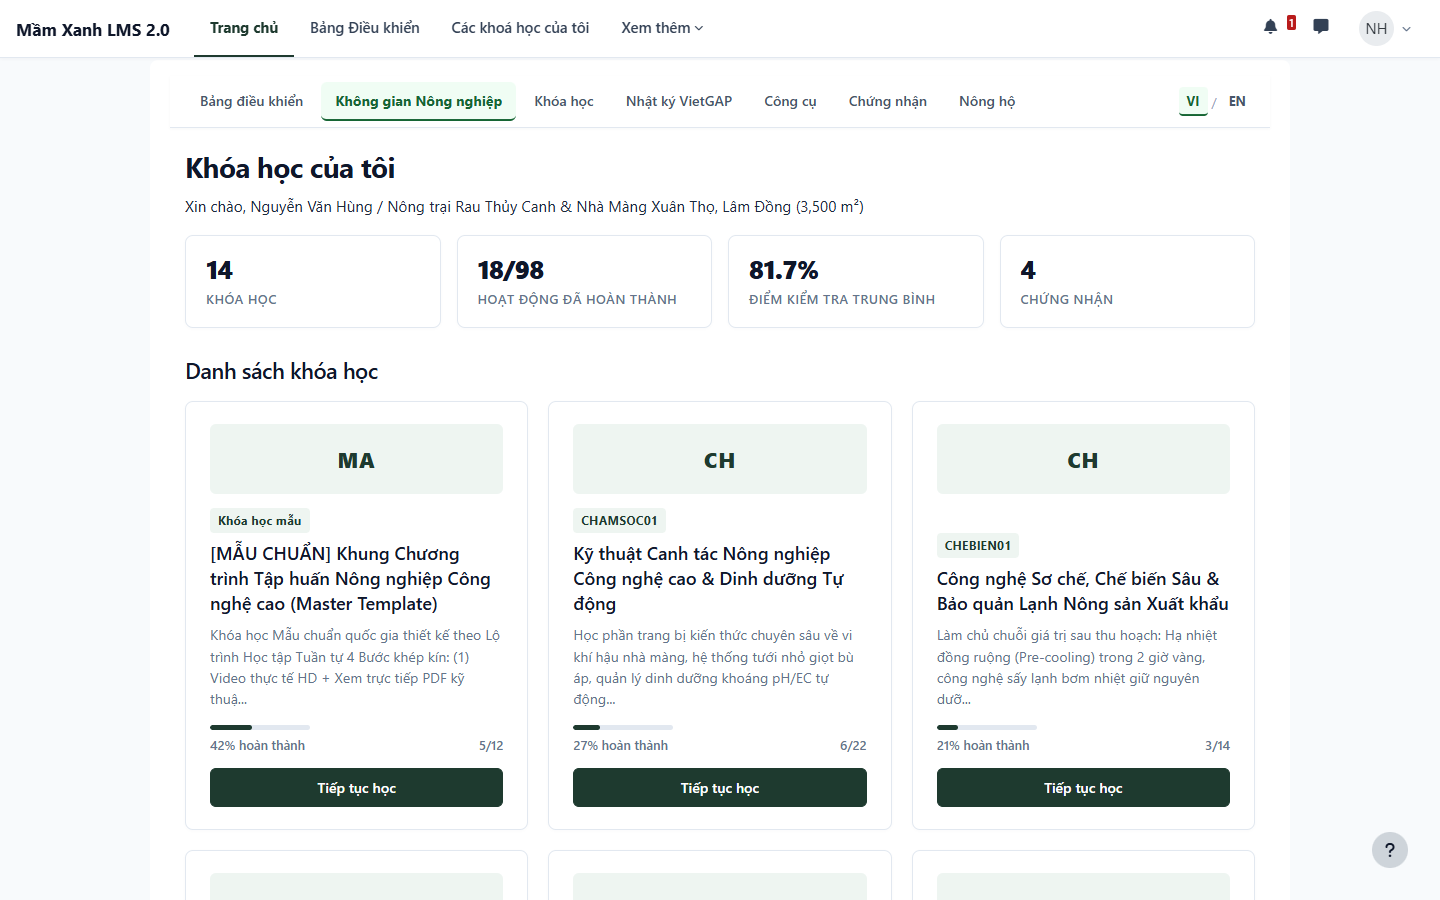 Mầm Xanh LMS 2.0
Trang chủ
Bảng Điều khiển
Các khoá học của tôi
Xem thêm
1
NH
Bảng điều khiển
Không gian Nông nghiệp
Khóa học
Nhật ký VietGAP
Công cụ
Chứng nhận
Nông hộ
VI / EN
Khóa học của tôi
Xin chào, Nguyễn Văn Hùng / Nông trại Rau Thủy Canh & Nhà Màng Xuân Thọ, Lâm Đồng (3,500 m²)
14
KHÓA HỌC
18/98
HOẠT ĐỘNG ĐÃ HOÀN THÀNH
81.7%
ĐIỂM KIỂM TRA TRUNG BÌNH
4
CHỨNG NHẬN
Danh sách khóa học
MA
Khóa học mẫu
[MẪU CHUẨN] Khung Chương
trình Tập huấn Nông nghiệp Công
nghệ cao (Master Template)
Khóa học Mẫu chuẩn quốc gia thiết kế theo Lộ
trình Học tập Tuần tự 4 Bước khép kín: (1)
Video thực tế HD + Xem trực tiếp PDF kỹ
thuậ...
42% hoàn thành
5/12
Tiếp tục học
CH
CHAMSOC01
Kỹ thuật Canh tác Nông nghiệp
Công nghệ cao & Dinh dưỡng Tự
động
Học phần trang bị kiến thức chuyên sâu về vi
khí hậu nhà màng, hệ thống tưới nhỏ giọt bù
áp, quản lý dinh dưỡng khoáng pH/EC tự
động...
27% hoàn thành
6/22
Tiếp tục học
CH
CHEBIEN01
Công nghệ Sơ chế, Chế biến Sâu &
Bảo quản Lạnh Nông sản Xuất khẩu
Làm chủ chuỗi giá trị sau thu hoạch: Hạ nhiệt
đồng ruộng (Pre-cooling) trong 2 giờ vàng,
công nghệ sấy lạnh bơm nhiệt giữ nguyên
dưỡ...
21% hoàn thành
3/14
Tiếp tục học
?